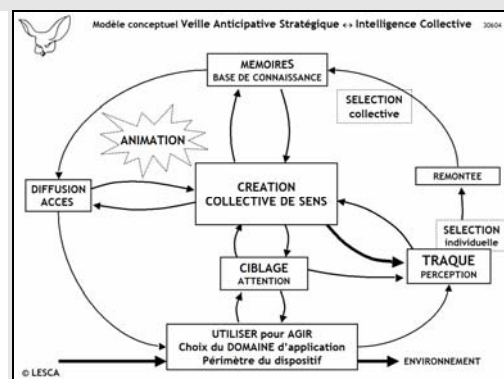 Modèle conceptuel Veille Anticipative Stratégique ↔ Intelligence Collective 30604
MEMOIRES
BASE DE CONNAISSANCE
SELECTION
collective
ANIMATION
REMONTEE
DIFFUSION
ACCES
CREATION
COLLECTIVE DE SENS
SELECTION
individuelle
TRAQUE
PERCEPTION
CIBLAGE
ATTENTION
UTILISER pour AGIR
Choix du DOMAINE d'application
Périmètre du dispositif
ENVIRONNEMENT
© LESCA